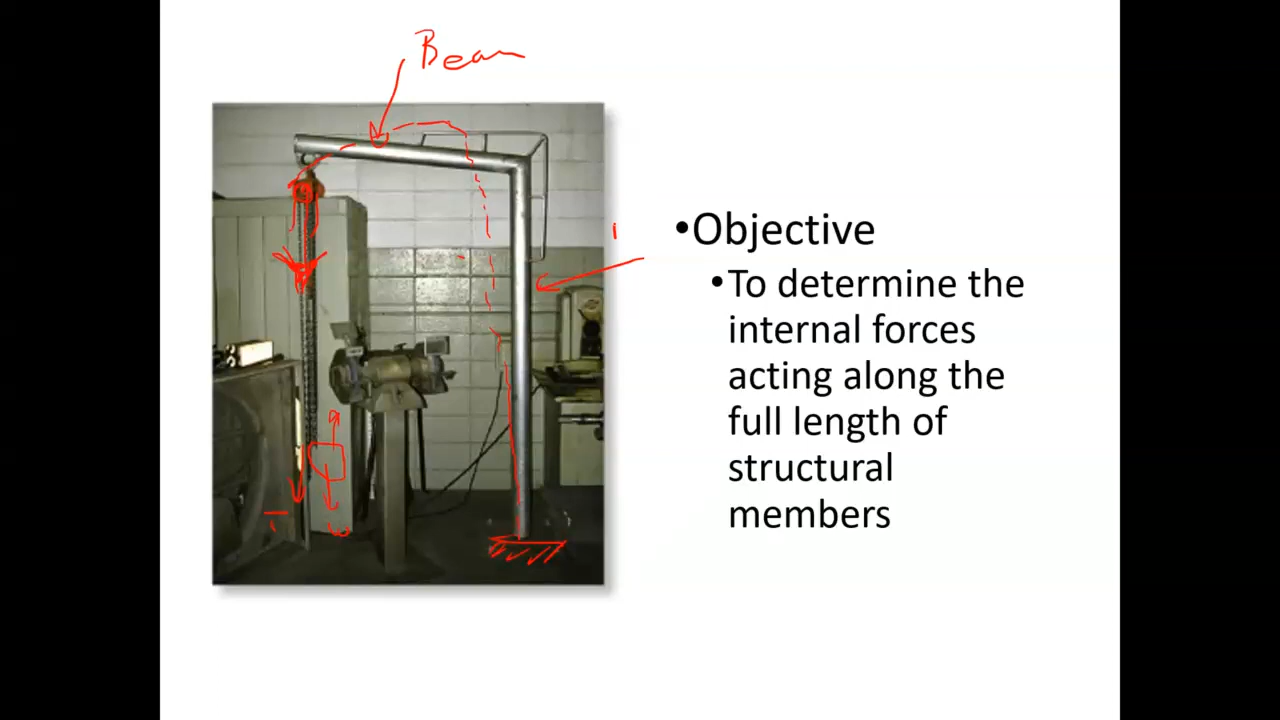 Beam
•Objective
•To determine the
internal forces
acting along the
full length of
structural
members
T
w